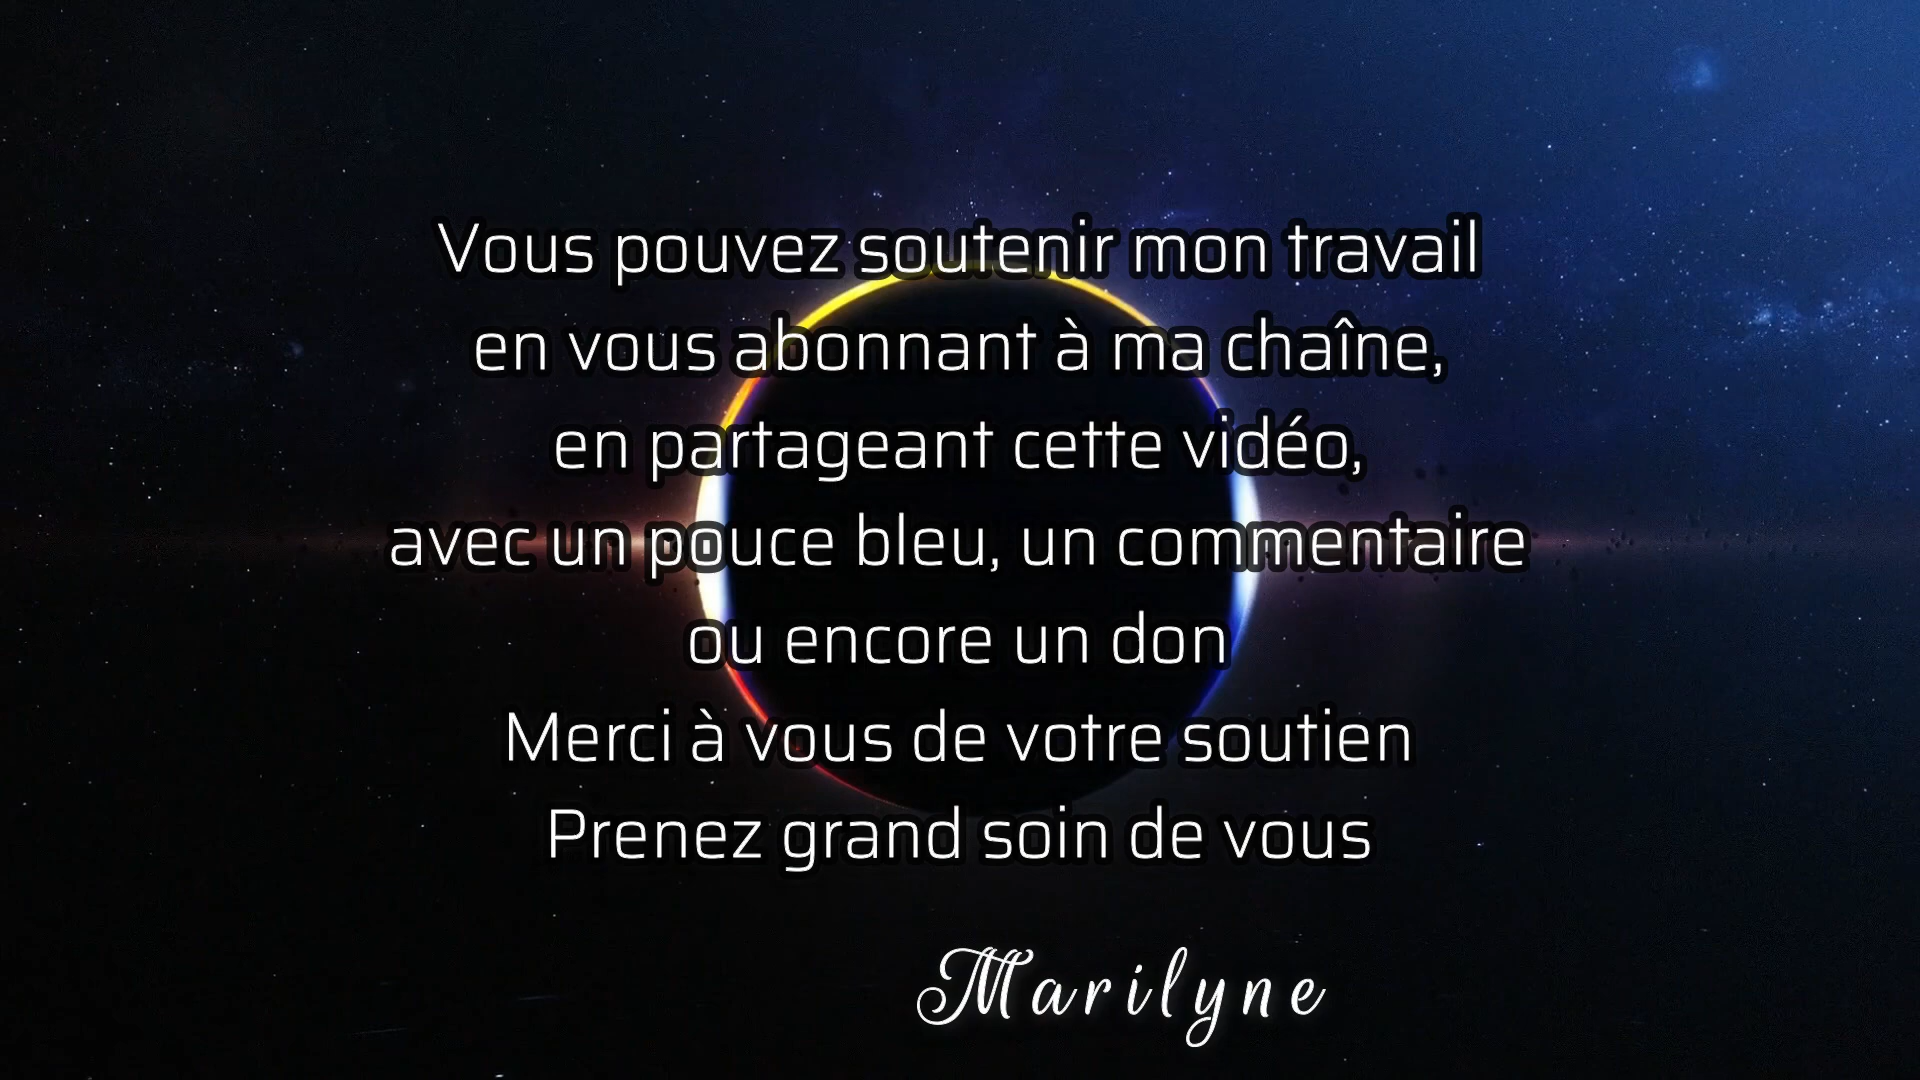 Vous pouvez soutenir mon travail
en vous abonnant à ma chaîne,
en partageant cette vidéo,
avec un pouce bleu, un commentaire
ou encore un don
Merci à vous de votre soutien
Prenez grand soin de vous
Marilyne